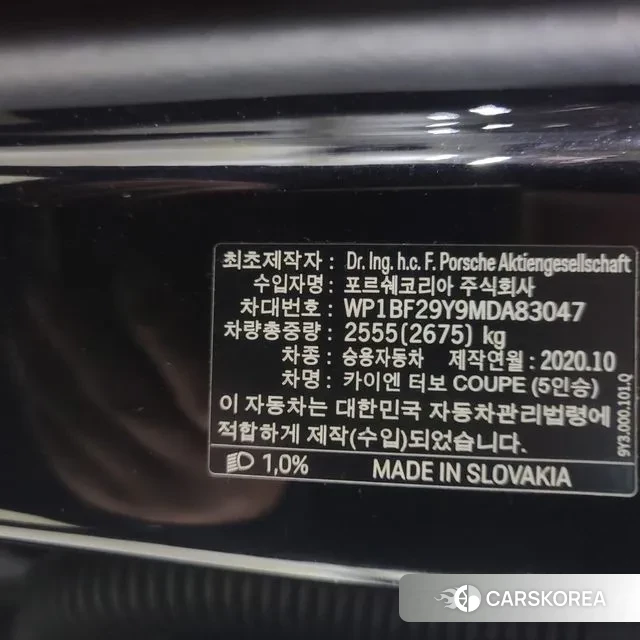 최초제작자 : Dr. Ing. h.c. F. Porsche Aktiengesellschaft
수입자명 : 포르쉐코리아 주식회사
차대번호 : WP1BF29Y9MDA83047
차량총중량 : 2555(2675) kg
차종 : 승용자동차 제작연월 : 2020.10
차명 : 카이엔 터보 COUPE (5인승)
이 자동차는 대한민국 자동차관리법령에
적합하게 제작(수입)되었습니다.
1,0% MADE IN SLOVAKIA
9Y3.000.101.Q
CARSKOREA